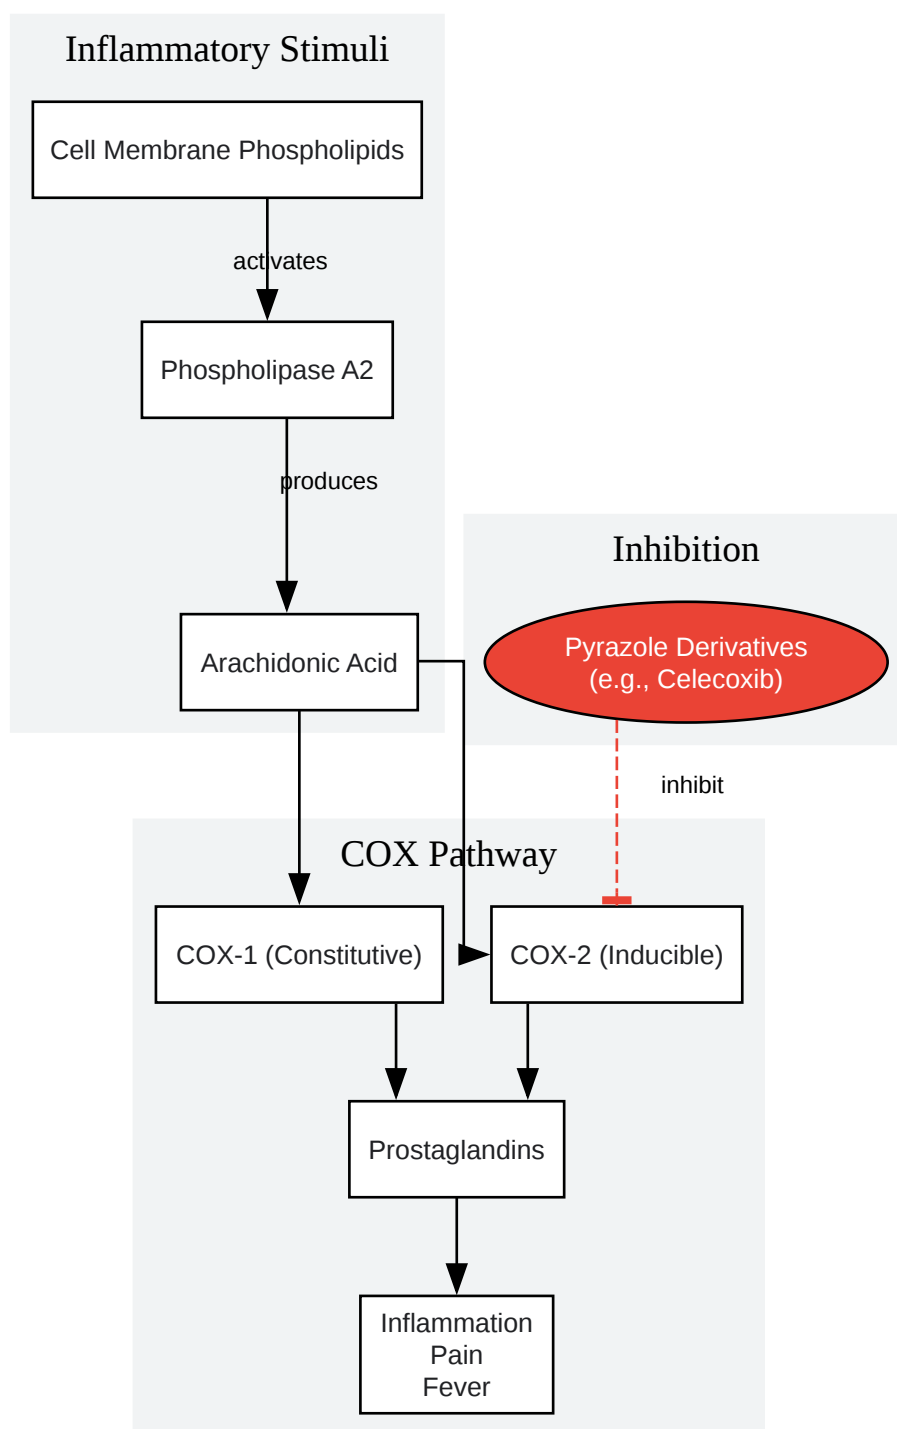 Inflammatory Stimuli
Cell Membrane Phospholipids
activates
Phospholipase A2
produces
Arachidonic Acid
Inhibition
Pyrazole Derivatives
(e.g., Celecoxib)
inhibit
COX Pathway
COX-1 (Constitutive)
COX-2 (Inducible)
Prostaglandins
Inflammation
Pain
Fever